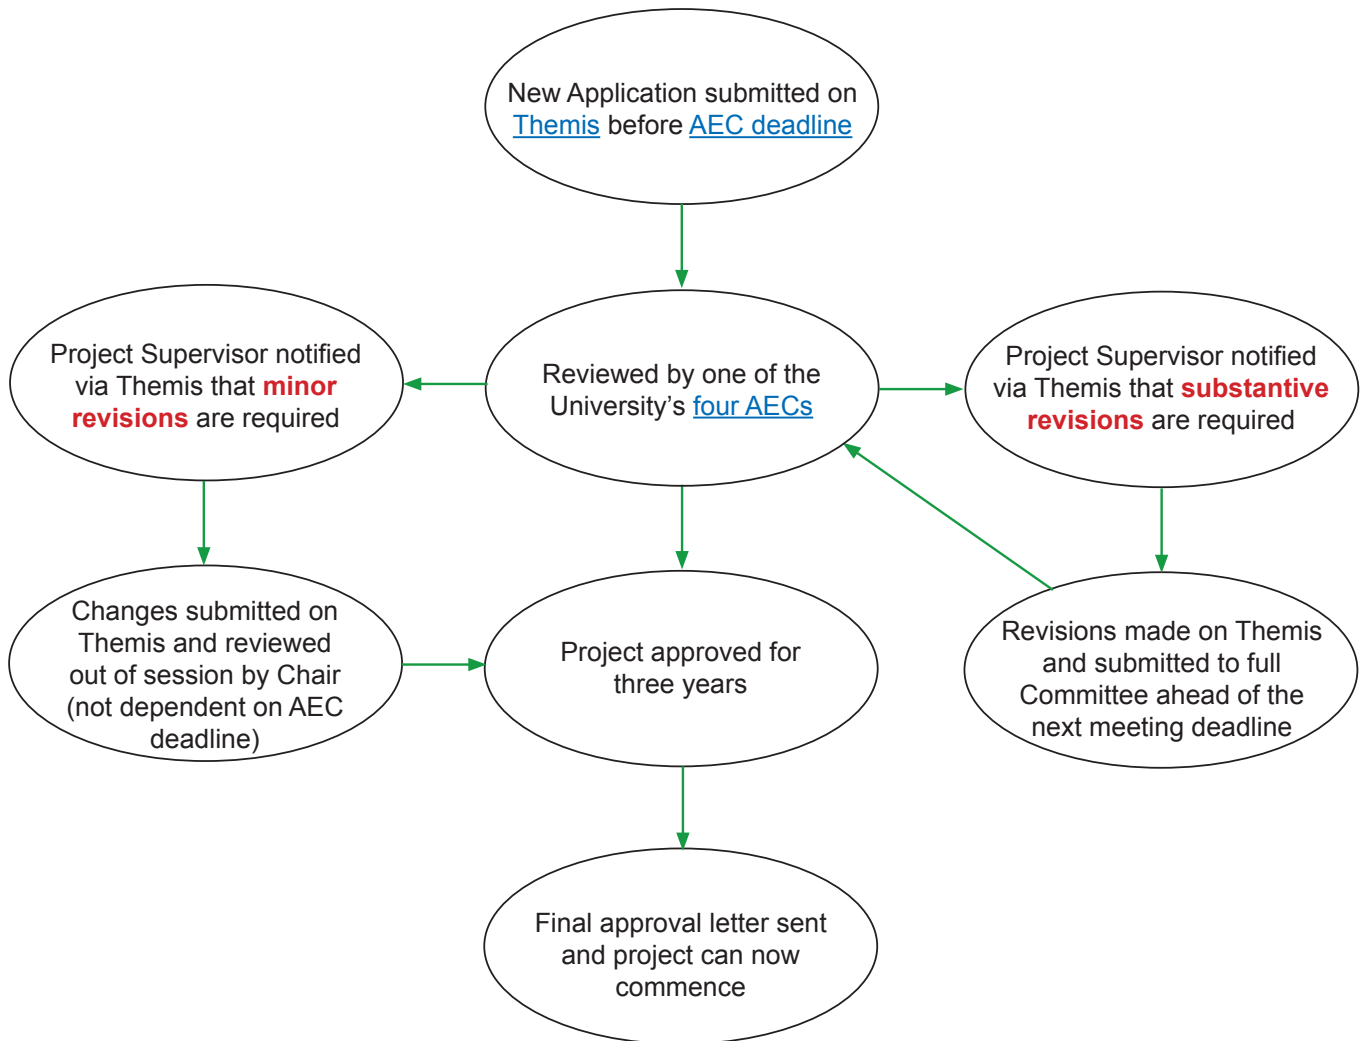 New Application submitted on
Themis before AEC deadline
Project Supervisor notified
via Themis that minor
revisions are required
Reviewed by one of the
University’s four AECs
Project Supervisor notified
via Themis that substantive
revisions are required
Changes submitted on
Themis and reviewed
out of session by Chair
(not dependent on AEC
deadline)
Project approved for
three years
Revisions made on Themis
and submitted to full
Committee ahead of the
next meeting deadline
Final approval letter sent
and project can now
commence